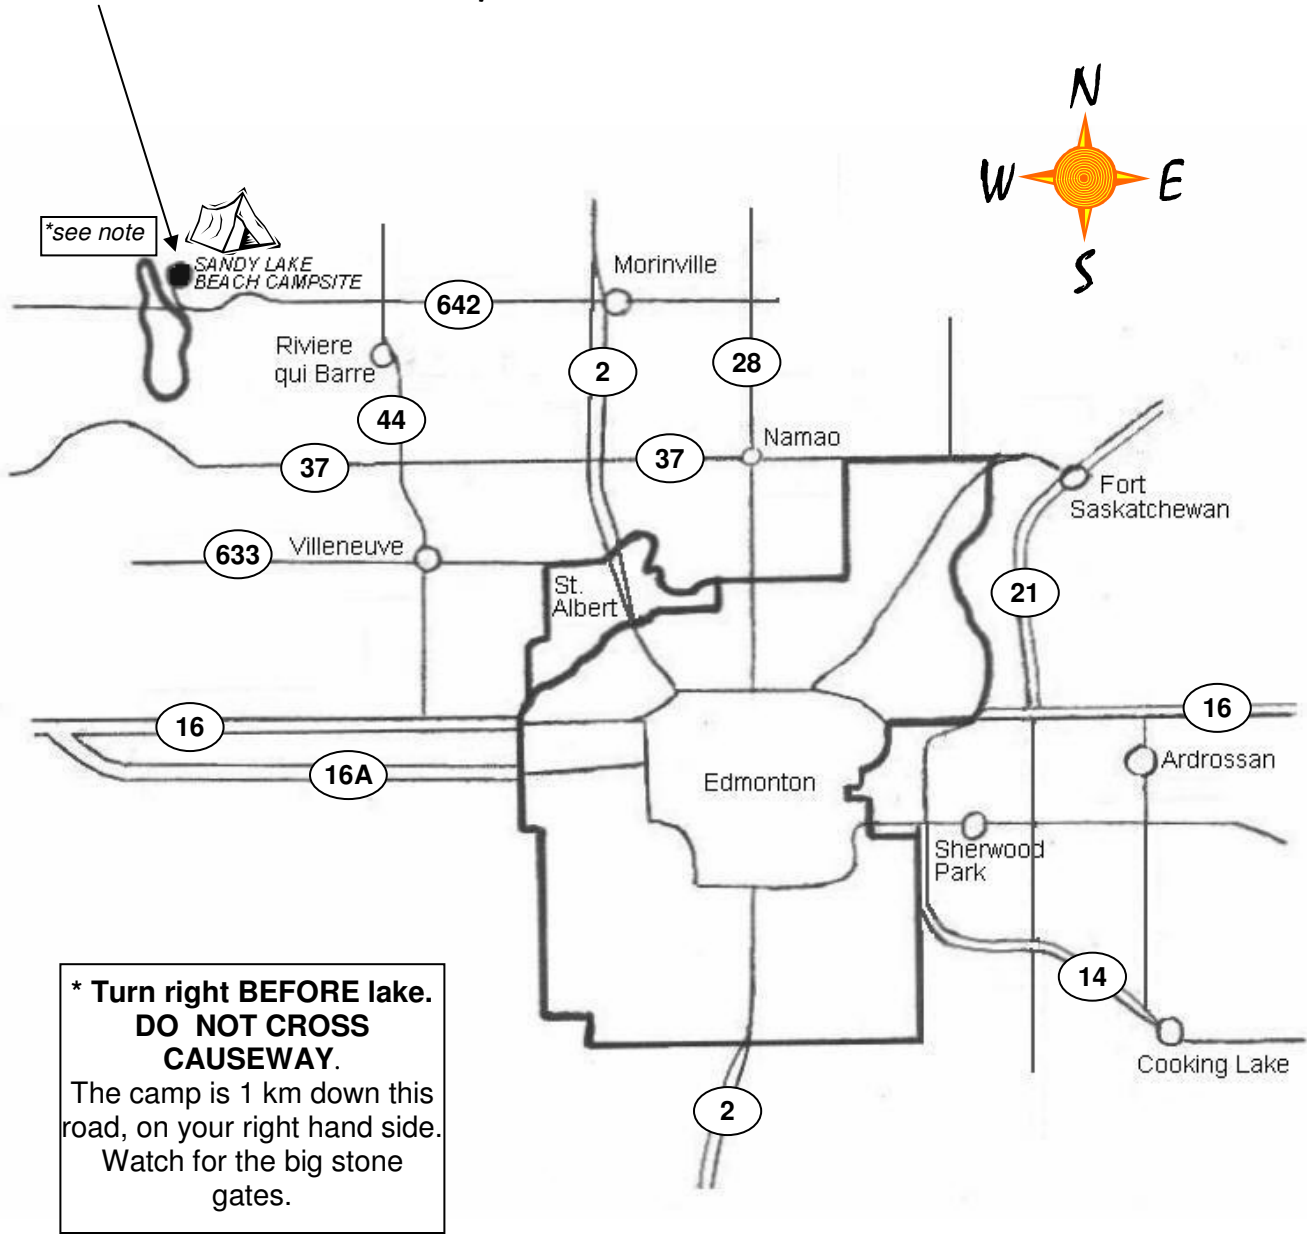 N
W E
S
*see note
SANDY LAKE
BEACH CAMPSITE
Morinville
642
Riviere
qui Barre
2
28
44
Namao
37
37
Fort
Saskatchewan
633
Villeneuve
St.
Albert
21
16
16
16A
Edmonton
Ardrossan
Sherwood
Park
14
Cooking Lake
2
* Turn right BEFORE lake.
DO NOT CROSS
CAUSEWAY.
The camp is 1 km down this
road, on your right hand side.
Watch for the big stone
gates.